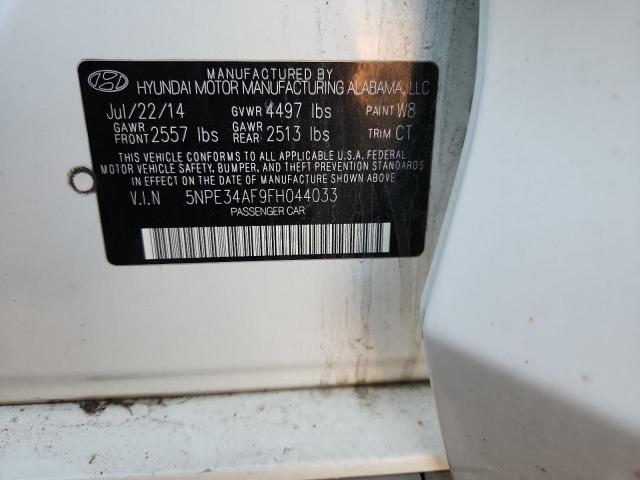 MANUFACTURED BY
HYUNDAI MOTOR MANUFACTURING ALABAMA, LLC
Jul/22/14 GVWR 4497 lbs PAINT W8
GAWR FRONT 2557 lbs GAWR REAR 2513 lbs TRIM CT
THIS VEHICLE CONFORMS TO ALL APPLICABLE U.S.A. FEDERAL
MOTOR VEHICLE SAFETY, BUMPER, AND THEFT PREVENTION STANDARDS
IN EFFECT ON THE DATE OF MANUFACTURE SHOWN ABOVE.
V.I.N 5NPE34AF9FH044033
PASSENGER CAR